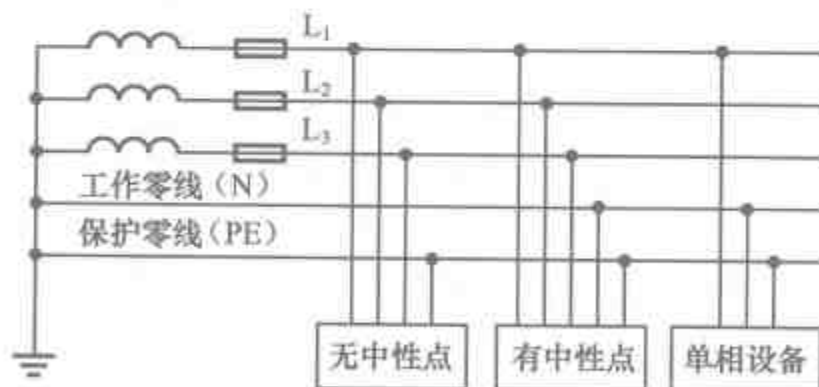 L₁
L₂
L₃
工作零线(N)
保护零线(PE)
无中性点
有中性点
单相设备